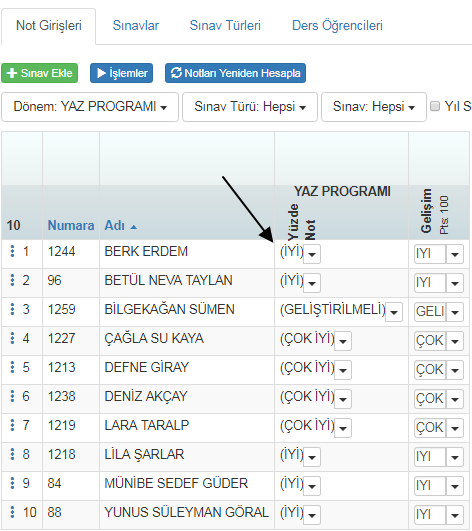 Not Girişleri Sınavlar Sınav Türleri Ders Öğrencileri
Sınav Ekle İşlemler Notları Yeniden Hesapla
Dönem: YAZ PROGRAMI Sınav Türü: Hepsi Sınav: Hepsi Yıl S
YAZ PROGRAMI
10 Numara Adı Yüzde Not Gelişim Pts: 100
1 1244 BERK ERDEM (İYİ) IYI
2 96 BETÜL NEVA TAYLAN (İYİ) IYI
3 1259 BİLGEKAĞAN SÜMEN (GELİŞTİRİLMELİ) GELI
4 1227 ÇAĞLA SU KAYA (ÇOK İYİ) ÇOK
5 1213 DEFNE GİRAY (ÇOK İYİ) ÇOK
6 1238 DENİZ AKÇAY (ÇOK İYİ) ÇOK
7 1219 LARA TARALP (ÇOK İYİ) ÇOK
8 1218 LİLA ŞARLAR (İYİ) IYI
9 84 MÜNİBE SEDEF GÜDER (İYİ) IYI
10 88 YUNUS SÜLEYMAN GÖRAL (İYİ) IYI